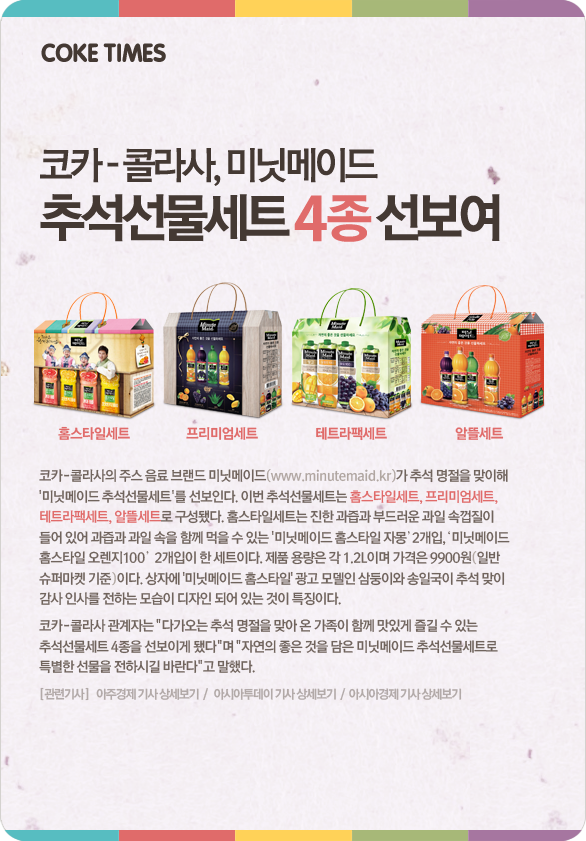 COKE TIMES
코카-콜라사, 미닛메이드
추석선물세트 4종 선보여
Minute Maid
Minute Maid
홈스타일세트
프리미엄세트
테트라팩세트
알뜰세트
코카-콜라사의 주스 음료 브랜드 미닛메이드(www.minutemaid.kr)가 추석 명절을 맞이해
'미닛메이드 추석선물세트'를 선보인다. 이번 추석선물세트는 홈스타일세트, 프리미엄세트,
테트라팩세트, 알뜰세트로 구성됐다. 홈스타일세트는 진한 과즙과 부드러운 과일 속껍질이
들어 있어 과즙과 과일 속을 함께 먹을 수 있는 '미닛메이드 홈스타일 자몽' 2개입, '미닛메이드
홈스타일 오렌지100' 2개입이 한 세트이다. 제품 용량은 각 1.2L이며 가격은 9900원(일반
슈퍼마켓 기준)이다. 상자에 '미닛메이드 홈스타일' 광고 모델인 삼둥이와 송일국이 추석 맞이
감사 인사를 전하는 모습이 디자인 되어 있는 것이 특징이다.
코카-콜라사 관계자는 "다가오는 추석 명절을 맞아 온 가족이 함께 맛있게 즐길 수 있는
추석선물세트 4종을 선보이게 됐다"며 "자연의 좋은 것을 담은 미닛메이드 추석선물세트로
특별한 선물을 전하시길 바란다"고 말했다.
[관련기사] 아주경제 기사 상세보기 / 아시아투데이 기사 상세보기 / 아시아경제 기사 상세보기